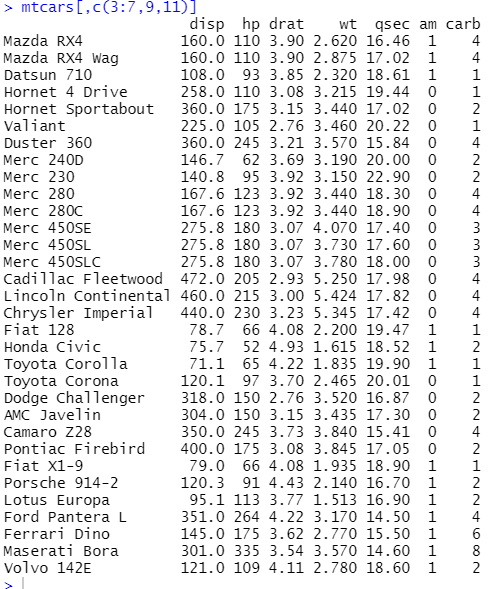 > mtcars[,c(3:7,9,11)]
                     disp  hp drat    wt  qsec am carb
Mazda RX4           160.0 110 3.90 2.620 16.46  1    4
Mazda RX4 Wag       160.0 110 3.90 2.875 17.02  1    4
Datsun 710          108.0  93 3.85 2.320 18.61  1    1
Hornet 4 Drive      258.0 110 3.08 3.215 19.44  0    1
Hornet Sportabout   360.0 175 3.15 3.440 17.02  0    2
Valiant             225.0 105 2.76 3.460 20.22  0    1
Duster 360          360.0 245 3.21 3.570 15.84  0    4
Merc 240D           146.7  62 3.69 3.190 20.00  0    2
Merc 230            140.8  95 3.92 3.150 22.90  0    2
Merc 280            167.6 123 3.92 3.440 18.30  0    4
Merc 280C           167.6 123 3.92 3.440 18.90  0    4
Merc 450SE          275.8 180 3.07 4.070 17.40  0    3
Merc 450SL          275.8 180 3.07 3.730 17.60  0    3
Merc 450SLC         275.8 180 3.07 3.780 18.00  0    3
Cadillac Fleetwood  472.0 205 2.93 5.250 17.98  0    4
Lincoln Continental 460.0 215 3.00 5.424 17.82  0    4
Chrysler Imperial   440.0 230 3.23 5.345 17.42  0    4
Fiat 128             78.7  66 4.08 2.200 19.47  1    1
Honda Civic          75.7  52 4.93 1.615 18.52  1    2
Toyota Corolla       71.1  65 4.22 1.835 19.90  1    1
Toyota Corona       120.1  97 3.70 2.465 20.01  0    1
Dodge Challenger    318.0 150 2.76 3.520 16.87  0    2
AMC Javelin         304.0 150 3.15 3.435 17.30  0    2
Camaro Z28          350.0 245 3.73 3.840 15.41  0    4
Pontiac Firebird    400.0 175 3.08 3.845 17.05  0    2
Fiat X1-9            79.0  66 4.08 1.935 18.90  1    1
Porsche 914-2       120.3  91 4.43 2.140 16.70  1    2
Lotus Europa         95.1 113 3.77 1.513 16.90  1    2
Ford Pantera L      351.0 264 4.22 3.170 14.50  1    4
Ferrari Dino        145.0 175 3.62 2.770 15.50  1    6
Maserati Bora       301.0 335 3.54 3.570 14.60  1    8
Volvo 142E          121.0 109 4.11 2.780 18.60  1    2
>